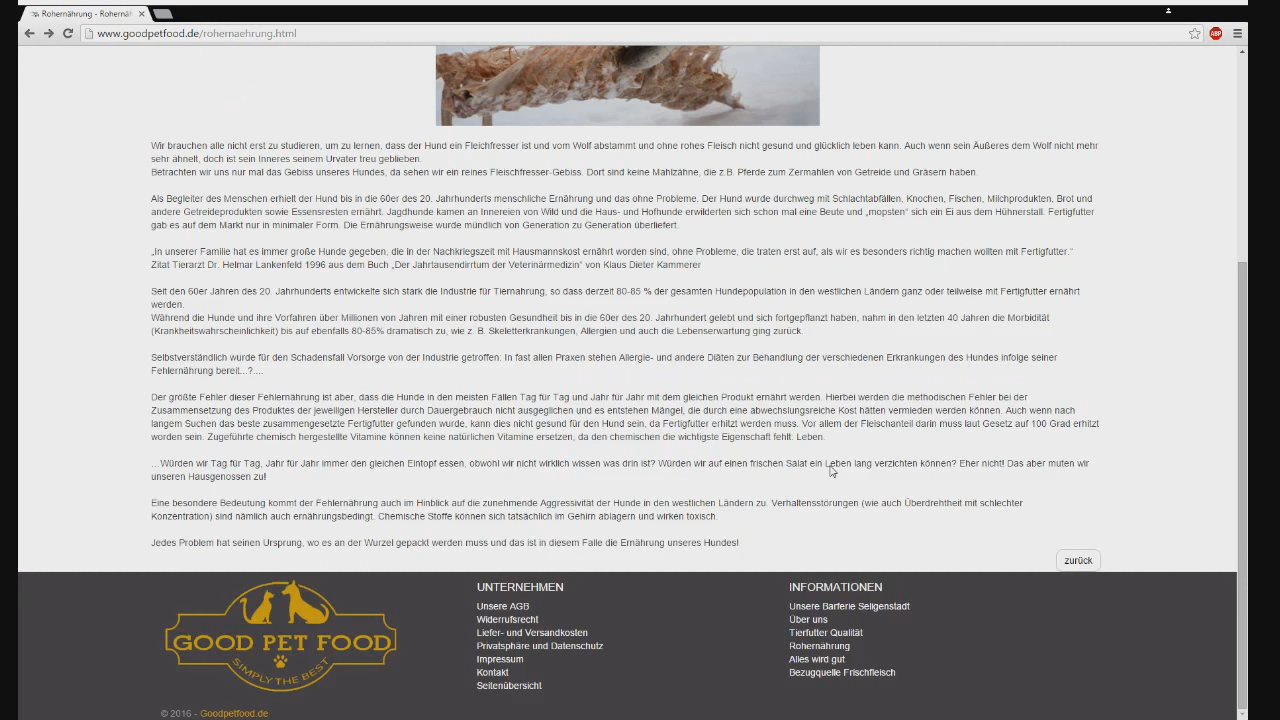 Rohernährung - Rohernäh
www.goodpetfood.de/rohernaehrung.html
ABP
Wir brauchen alle nicht erst zu studieren, um zu lernen, dass der Hund ein Fleichfresser ist und vom Wolf abstammt und ohne rohes Fleisch nicht gesund und glücklich leben kann. Auch wenn sein Äußeres dem Wolf nicht mehr
sehr ähnelt, doch ist sein Inneres seinem Urvater treu geblieben.
Betrachten wir uns nur mal das Gebiss unseres Hundes, da sehen wir ein reines Fleischfresser-Gebiss. Dort sind keine Mahlzähne, die z.B. Pferde zum Zermahlen von Getreide und Gräsern haben.
Als Begleiter des Menschen erhielt der Hund bis in die 60er des 20. Jahrhunderts menschliche Ernährung und das ohne Probleme. Der Hund wurde durchweg mit Schlachtabfällen, Knochen, Fischen, Milchprodukten, Brot und
andere Getreideprodukten sowie Essensresten ernährt. Jagdhunde kamen an Innereien von Wild und die Haus- und Hofhunde erwilderten sich schon mal eine Beute und „mopsten" sich ein Ei aus dem Hühnerstall. Fertigfutter
gab es auf dem Markt nur in minimaler Form. Die Ernährungsweise wurde mündlich von Generation zu Generation überliefert.
„In unserer Familie hat es immer große Hunde gegeben, die in der Nachkriegszeit mit Hausmannskost ernährt worden sind, ohne Probleme, die traten erst auf, als wir es besonders richtig machen wollten mit Fertigfutter."
Zitat Tierarzt Dr. Helmar Lankenfeld 1996 aus dem Buch „Der Jahrtausendirrtum der Veterinärmedizin" von Klaus Dieter Kammerer
Seit den 60er Jahren des 20. Jahrhunderts entwickelte sich stark die Industrie für Tiernahrung, so dass derzeit 80-85 % der gesamten Hundepopulation in den westlichen Ländern ganz oder teilweise mit Fertigfutter ernährt
werden.
Während die Hunde und ihre Vorfahren über Millionen von Jahren mit einer robusten Gesundheit bis in die 60er des 20. Jahrhundert gelebt und sich fortgepflanzt haben, nahm in den letzten 40 Jahren die Morbidität
(Krankheitswahrscheinlichkeit) bis auf ebenfalls 80-85% dramatisch zu, wie z. B. Skeletterkrankungen, Allergien und auch die Lebenserwartung ging zurück.
Selbstverständlich wurde für den Schadensfall Vorsorge von der Industrie getroffen: In fast allen Praxen stehen Allergie- und andere Diäten zur Behandlung der verschiedenen Erkrankungen des Hundes infolge seiner
Fehlernährung bereit...?....
Der größte Fehler dieser Fehlernährung ist aber, dass die Hunde in den meisten Fällen Tag für Tag und Jahr für Jahr mit dem gleichen Produkt ernährt werden. Hierbei werden die methodischen Fehler bei der
Zusammensetzung des Produktes der jeweiligen Hersteller durch Dauergebrauch nicht ausgeglichen und es entstehen Mängel, die durch eine abwechslungsreiche Kost hätten vermieden werden können. Auch wenn nach
langem Suchen das beste zusammengesetzte Fertigfutter gefunden wurde, kann dies nicht gesund für den Hund sein, da Fertigfutter erhitzt werden muss. Vor allem der Fleischanteil darin muss laut Gesetz auf 100 Grad erhitzt
worden sein. Zugeführte chemisch hergestellte Vitamine können keine natürlichen Vitamine ersetzen, da den chemischen die wichtigste Eigenschaft fehlt: Leben.
…Würden wir Tag für Tag, Jahr für Jahr immer den gleichen Eintopf essen, obwohl wir nicht wirklich wissen was drin ist? Würden wir auf einen frischen Salat ein Leben lang verzichten können? Eher nicht! Das aber muten wir
unseren Hausgenossen zu!
Eine besondere Bedeutung kommt der Fehlernährung auch im Hinblick auf die zunehmende Aggressivität der Hunde in den westlichen Ländern zu. Verhaltensstörungen (wie auch Überdrehtheit mit schlechter
Konzentration) sind nämlich auch ernährungsbedingt. Chemische Stoffe können sich tatsächlich im Gehirn ablagern und wirken toxisch.
Jedes Problem hat seinen Ursprung, wo es an der Wurzel gepackt werden muss und das ist in diesem Falle die Ernährung unseres Hundes!
zurück
GOOD PET FOOD
SIMPLY THE BEST
UNTERNEHMEN
Unsere AGB
Widerrufsrecht
Liefer- und Versandkosten
Privatsphäre und Datenschutz
Impressum
Kontakt
Seitenübersicht
INFORMATIONEN
Unsere Barferie Seligenstadt
Über uns
Tierfutter Qualität
Rohernährung
Alles wird gut
Bezugquelle Frischfleisch
© 2016 - Goodpetfood.de